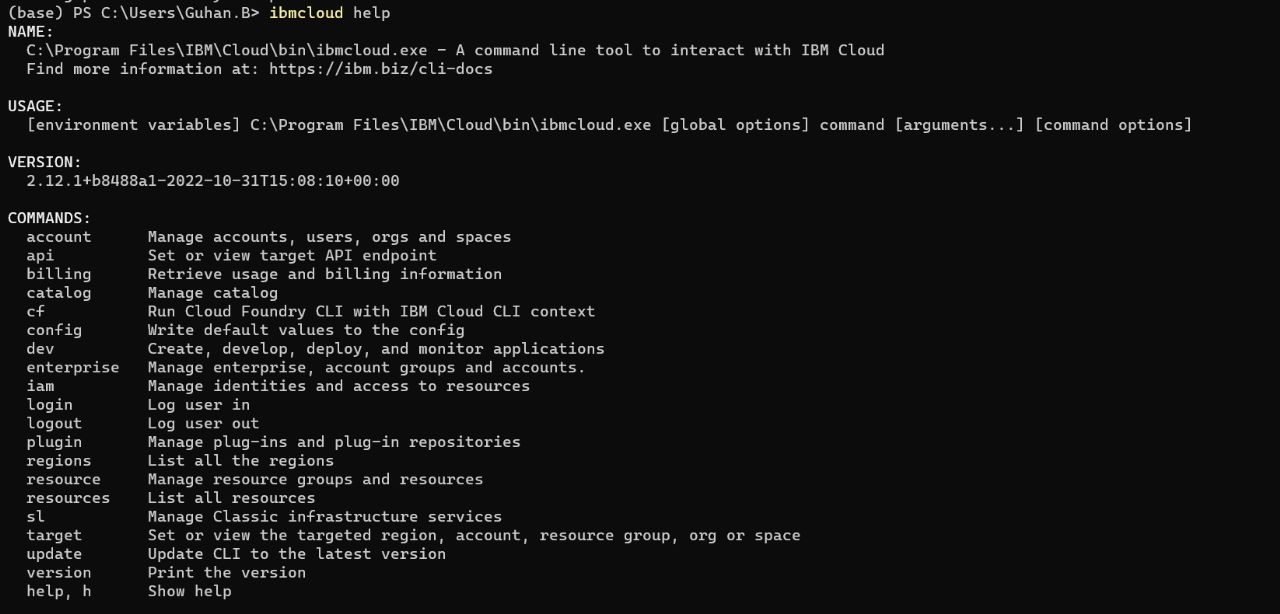 (base) PS C:\Users\Guhan.B> ibmcloud help
NAME:
  C:\Program Files\IBM\Cloud\bin\ibmcloud.exe - A command line tool to interact with IBM Cloud
  Find more information at: https://ibm.biz/cli-docs

USAGE:
  [environment variables] C:\Program Files\IBM\Cloud\bin\ibmcloud.exe [global options] command [arguments...] [command options]

VERSION:
  2.12.1+b8488a1-2022-10-31T15:08:10+00:00

COMMANDS:
  account      Manage accounts, users, orgs and spaces
  api          Set or view target API endpoint
  billing      Retrieve usage and billing information
  catalog      Manage catalog
  cf           Run Cloud Foundry CLI with IBM Cloud CLI context
  config       Write default values to the config
  dev          Create, develop, deploy, and monitor applications
  enterprise   Manage enterprise, account groups and accounts.
  iam          Manage identities and access to resources
  login        Log user in
  logout       Log user out
  plugin       Manage plug-ins and plug-in repositories
  regions      List all the regions
  resource     Manage resource groups and resources
  resources    List all resources
  sl           Manage Classic infrastructure services
  target       Set or view the targeted region, account, resource group, org or space
  update       Update CLI to the latest version
  version      Print the version
  help, h      Show help